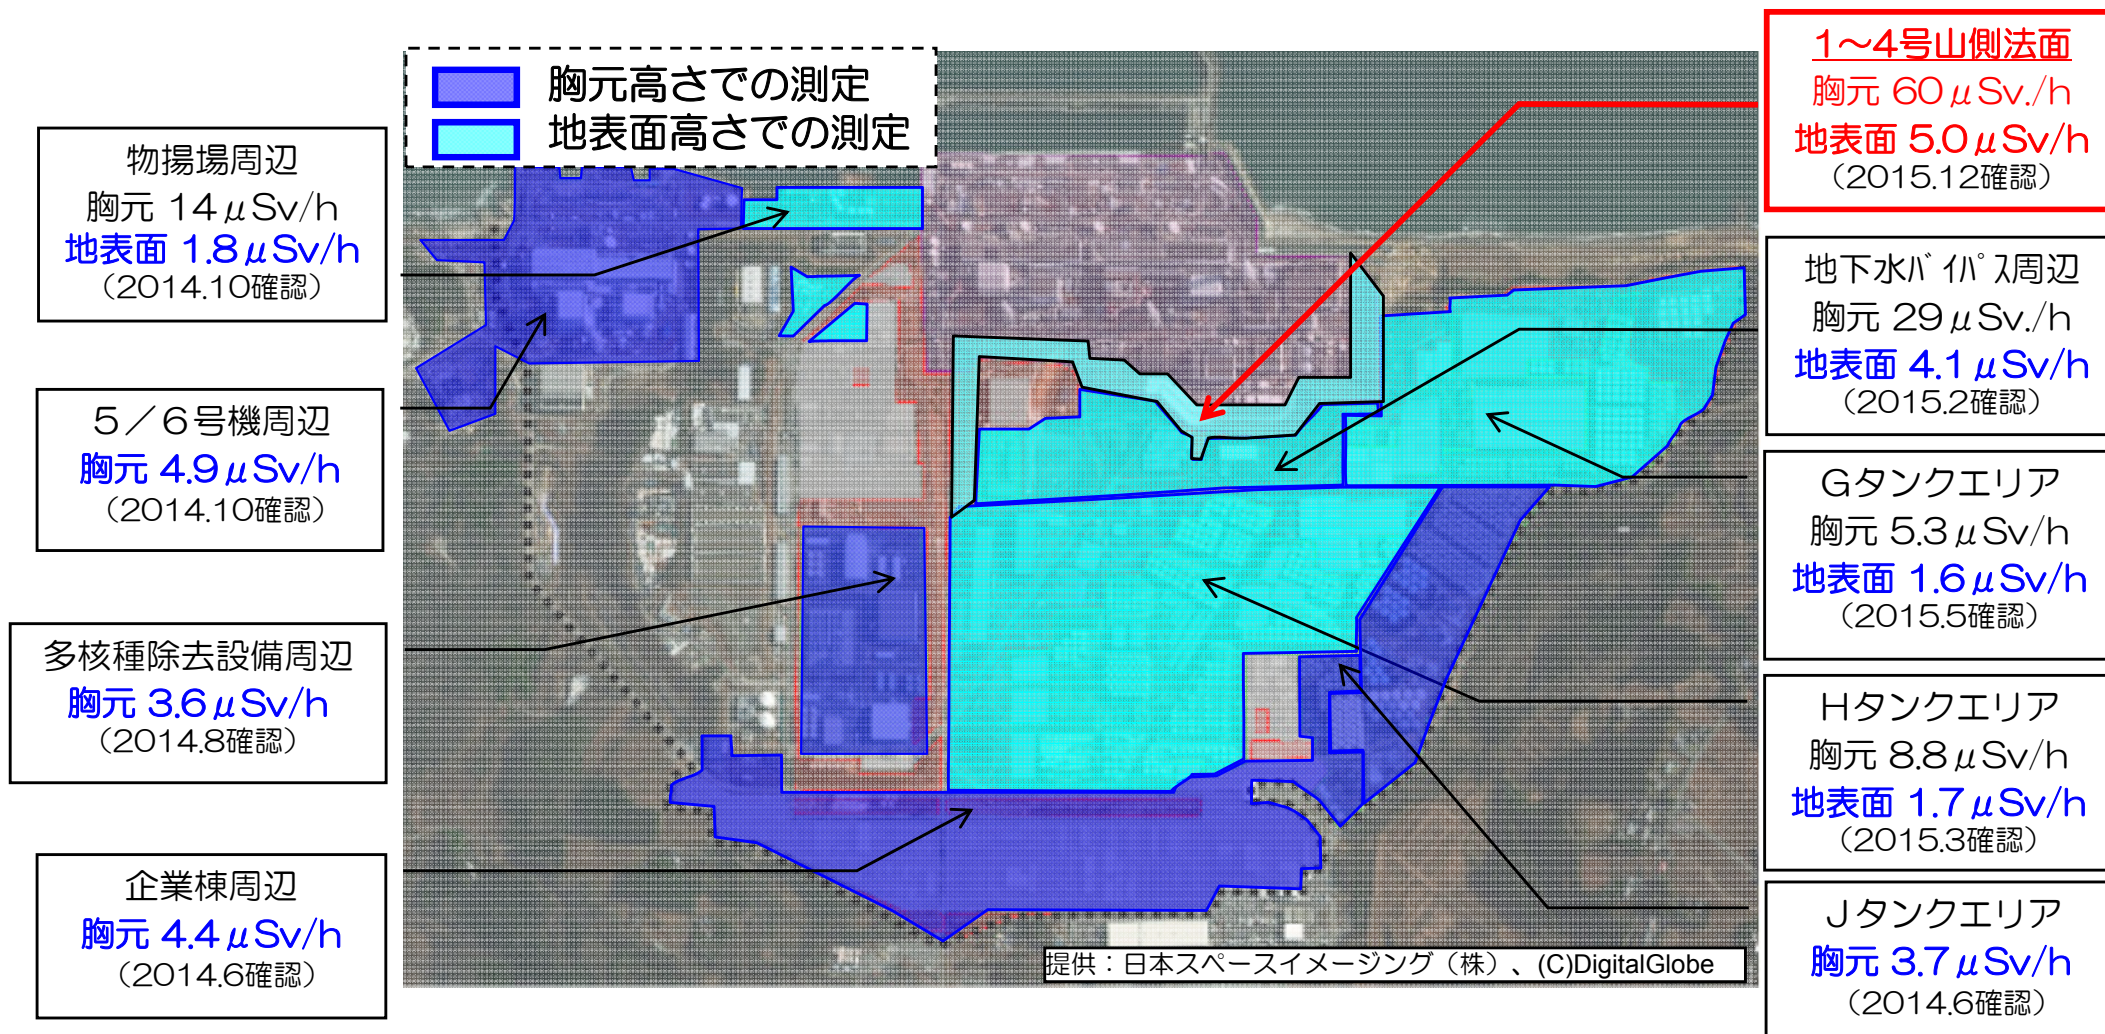 胸元高さでの測定
地表面高さでの測定
物揚場周辺
胸元 14μSv/h
地表面 1.8μSv/h
（2014.10確認）
5／6号機周辺
胸元 4.9μSv/h
（2014.10確認）
多核種除去設備周辺
胸元 3.6μSv/h
（2014.8確認）
企業棟周辺
胸元 4.4μSv/h
（2014.6確認）
1～4号山側法面
胸元 60μSv./h
地表面 5.0μSv/h
（2015.12確認）
地下水ﾊﾞｲﾊﾟｽ周辺
胸元 29μSv./h
地表面 4.1μSv/h
（2015.2確認）
Gタンクエリア
胸元 5.3μSv/h
地表面 1.6μSv/h
（2015.5確認）
Hタンクエリア
胸元 8.8μSv/h
地表面 1.7μSv/h
（2015.3確認）
Jタンクエリア
胸元 3.7μSv/h
（2014.6確認）
提供：日本スペースイメージング（株）、(C)DigitalGlobe